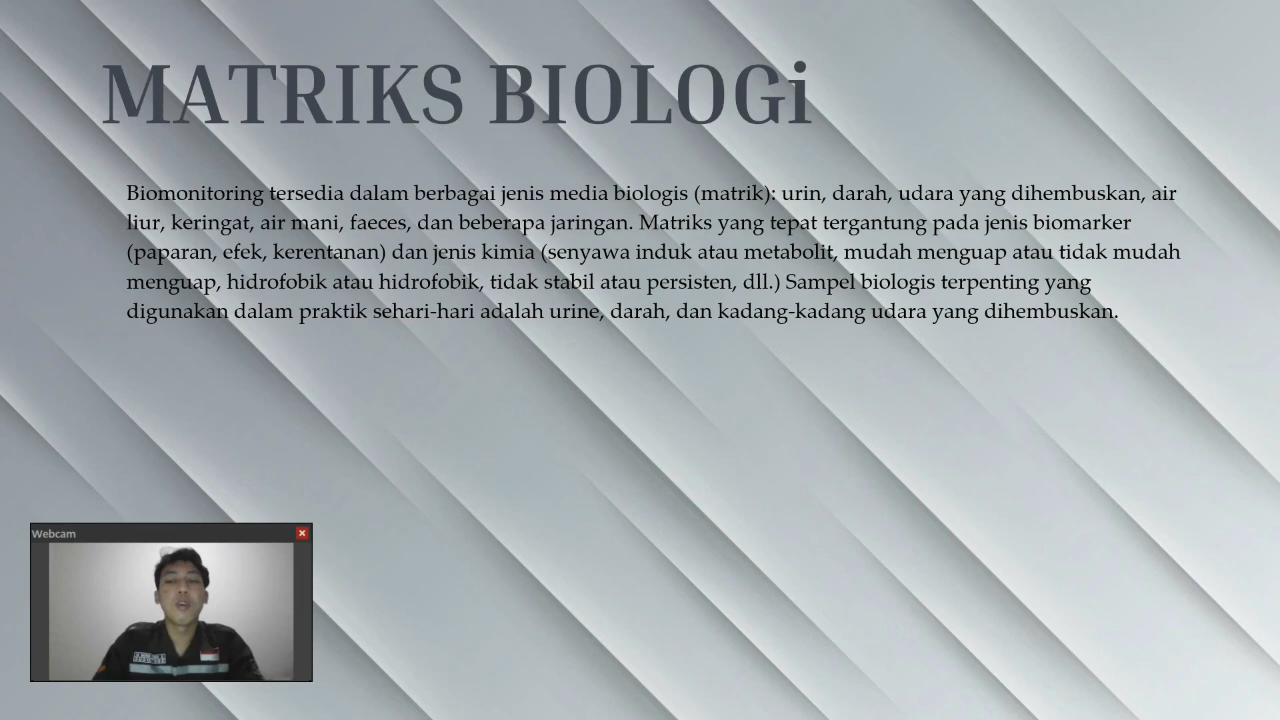 MATRIKS BIOLOGi
Biomonitoring tersedia dalam berbagai jenis media biologis (matrik): urin, darah, udara yang dihembuskan, air
liur, keringat, air mani, faeces, dan beberapa jaringan. Matriks yang tepat tergantung pada jenis biomarker
(paparan, efek, kerentanan) dan jenis kimia (senyawa induk atau metabolit, mudah menguap atau tidak mudah
menguap, hidrofobik atau hidrofobik, tidak stabil atau persisten, dll.) Sampel biologis terpenting yang
digunakan dalam praktik sehari-hari adalah urine, darah, dan kadang-kadang udara yang dihembuskan.
Webcam